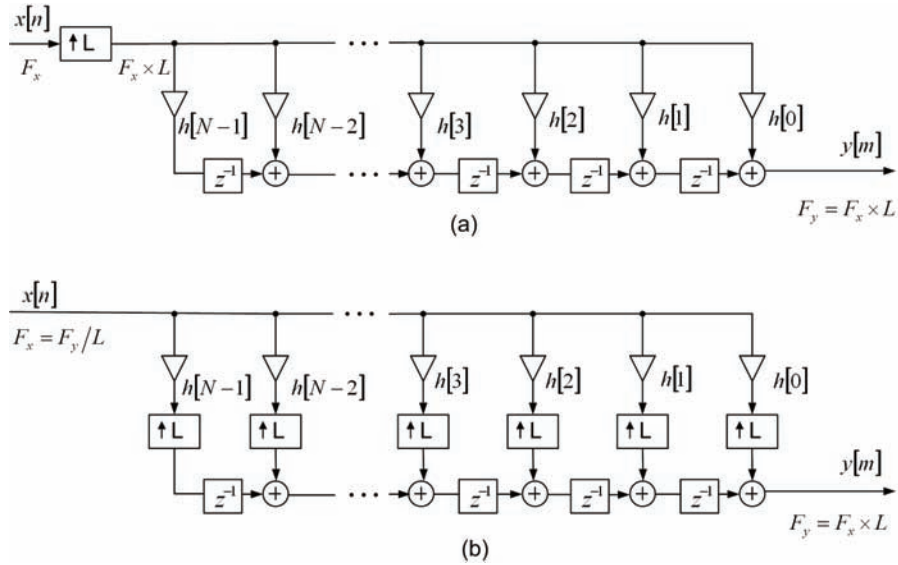 x[n]
↑ L
F_x
F_x × L
h[N−1]
h[N−2]
h[3]
h[2]
h[1]
h[0]
y[m]
z⁻¹ + ··· + z⁻¹ + z⁻¹ + z⁻¹ +
F_y = F_x × L
(a)
x[n]
F_x = F_y/L
h[N−1]
h[N−2]
h[3]
h[2]
h[1]
h[0]
↑ L ↑ L ↑ L ↑ L ↑ L ↑ L
y[m]
z⁻¹ + ··· + z⁻¹ + z⁻¹ + z⁻¹ +
F_y = F_x × L
(b)